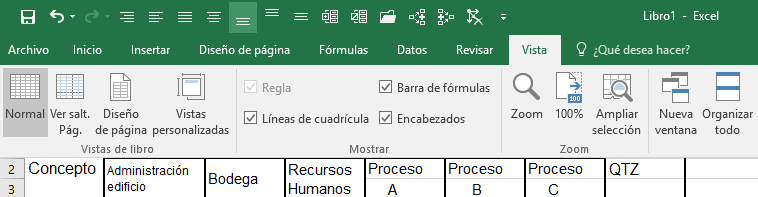 Libro1 - Excel
Archivo Inicio Insertar Diseño de página Fórmulas Datos Revisar Vista ¿Qué desea hacer?
Normal
Ver salt. Pág.
Diseño de página
Vistas personalizadas
Vistas de libro
Regla
Barra de fórmulas
Líneas de cuadrícula
Encabezados
Mostrar
Zoom
100
100%
Ampliar selección
Zoom
Nueva ventana
Organizar todo
2 Concepto Administración edificio Bodega Recursos Humanos Proceso Proceso Proceso QTZ
3 A B C